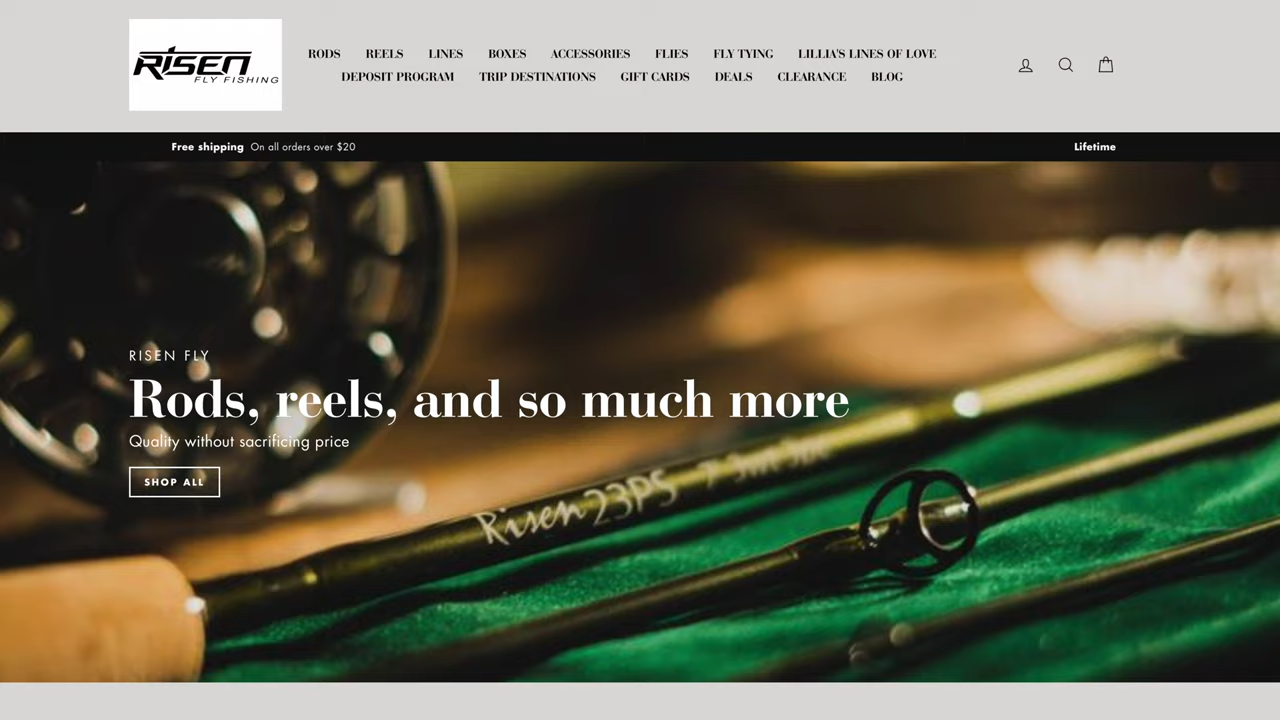 RISEN
FLY FISHING
RODS REELS LINES BOXES ACCESSORIES FLIES FLY TYING LILLIA'S LINES OF LOVE
DEPOSIT PROGRAM TRIP DESTINATIONS GIFT CARDS DEALS CLEARANCE BLOG
Free shipping On all orders over $20
Lifetime
RISEN FLY
Rods, reels, and so much more
Quality without sacrificing price
SHOP ALL
Risen 23PS